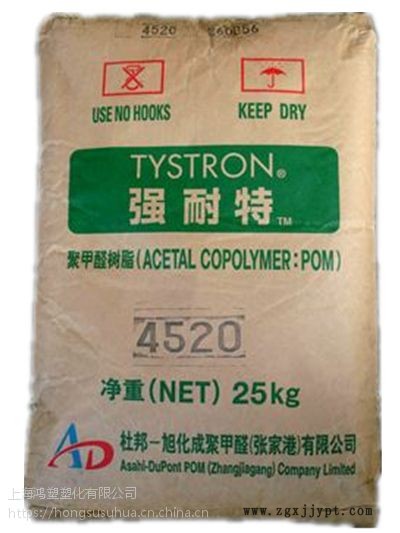 4520 260856
USE NO HOOKS KEEP DRY
TYSTRON®
强耐特™
聚甲醛树脂(ACETAL COPOLYMER:POM)
4520
净重(NET) 25kg
AD 杜邦-旭化成聚甲醛(张家港)有限公司
Asahi-DuPont POM (Zhangjiagang) Company Limited
上海鸿塑塑化有限公司
https://hongsusuhua.cn.china.cn
www.zgxjjypt.com